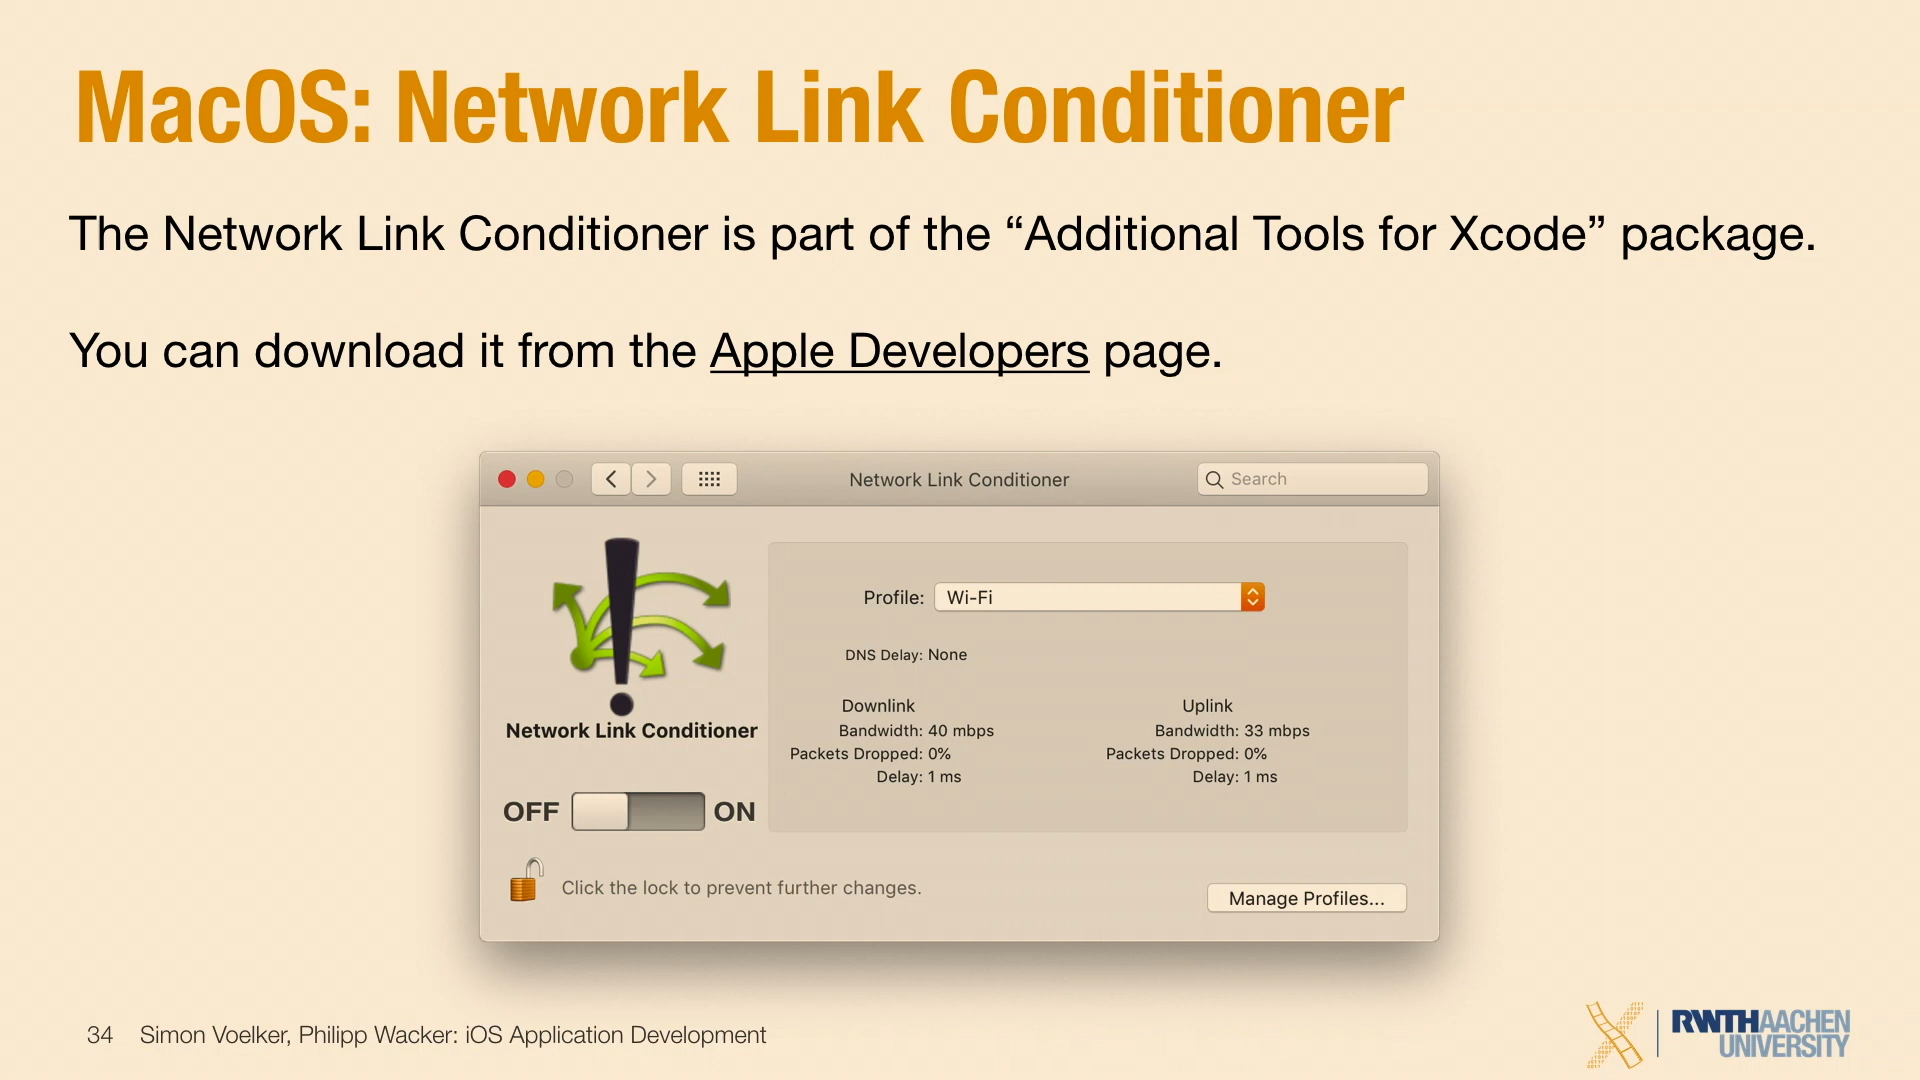 MacOS: Network Link Conditioner
The Network Link Conditioner is part of the “Additional Tools for Xcode” package.
You can download it from the Apple Developers page.
Network Link Conditioner
Search
Profile: Wi-Fi
DNS Delay: None
Downlink
Bandwidth: 40 mbps
Packets Dropped: 0%
Delay: 1 ms
Uplink
Bandwidth: 33 mbps
Packets Dropped: 0%
Delay: 1 ms
Network Link Conditioner
OFF ON
Click the lock to prevent further changes.
Manage Profiles...
34 Simon Voelker, Philipp Wacker: iOS Application Development
RWTHAACHEN
UNIVERSITY